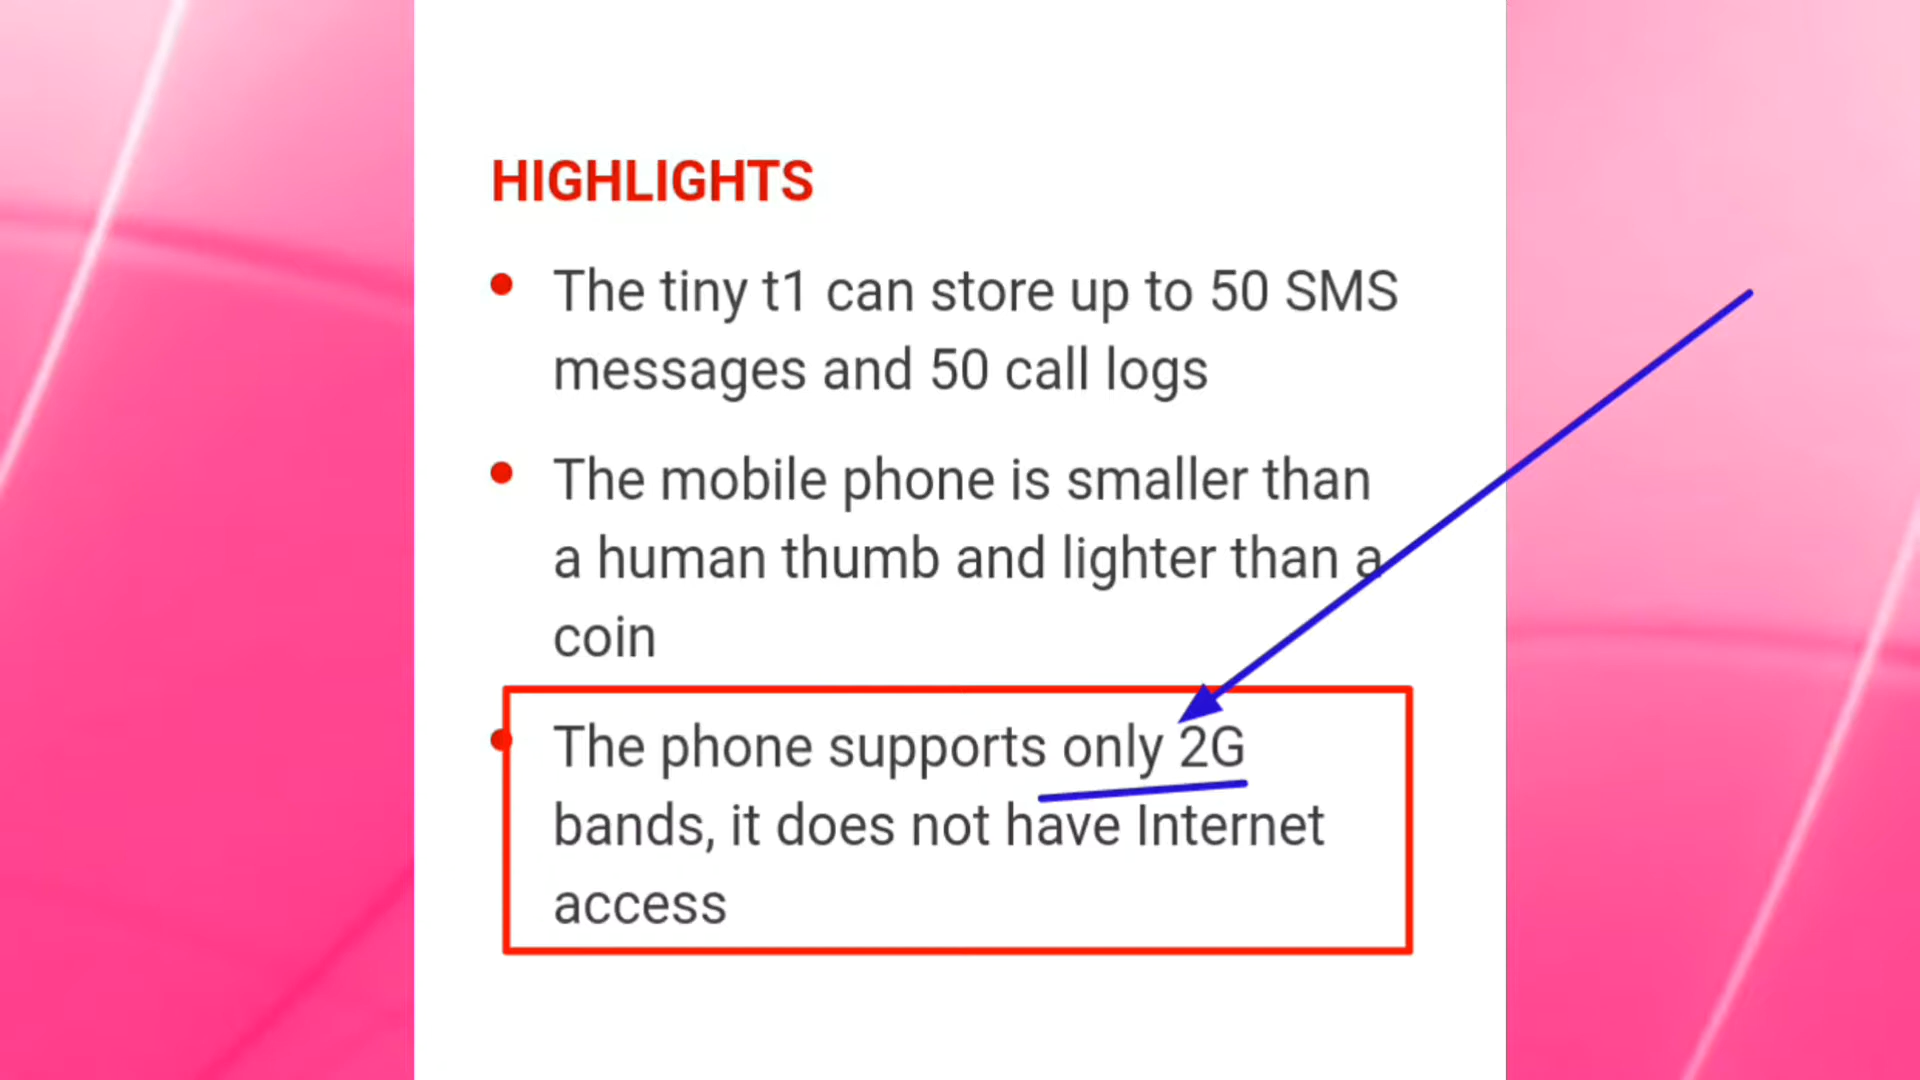 HIGHLIGHTS
The tiny t1 can store up to 50 SMS
messages and 50 call logs
The mobile phone is smaller than
a human thumb and lighter than a
coin
The phone supports only 2G
bands, it does not have Internet
access